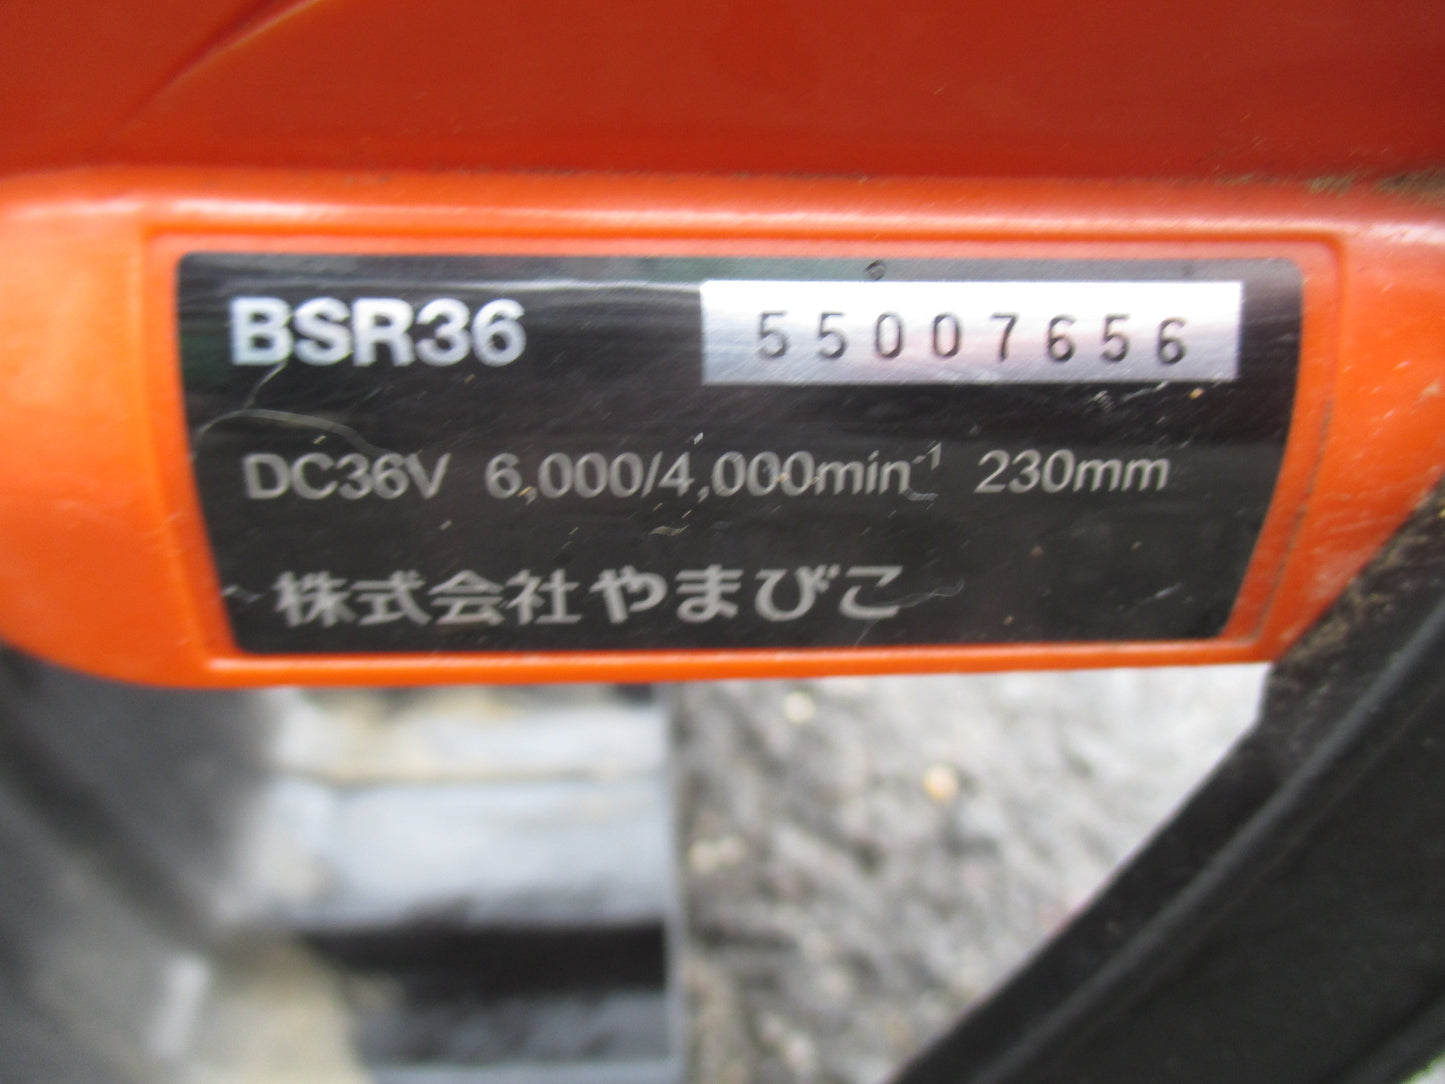 BSR36 55007656
DC36V 6,000/4,000min⁻¹ 230mm
株式会社やまびこ